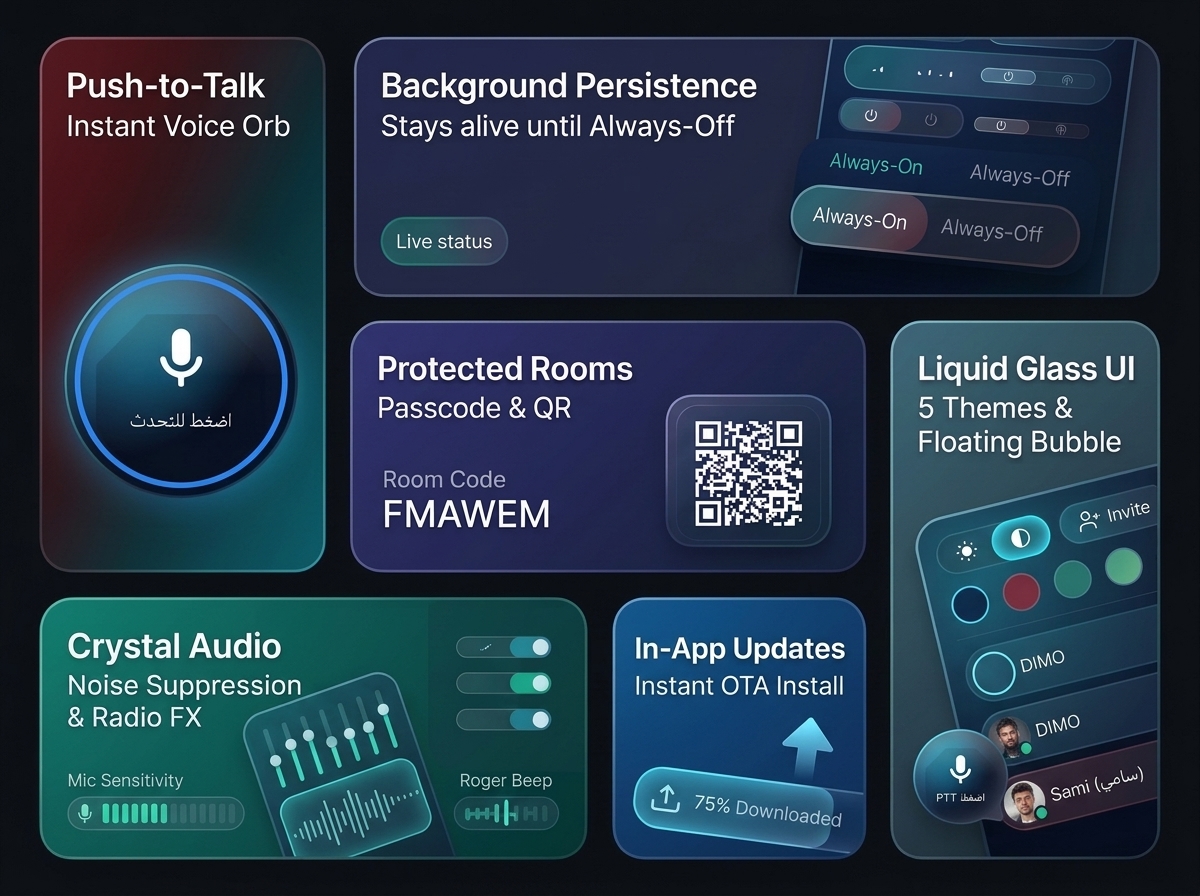 Push-to-Talk
Instant Voice Orb
اضغط للتحدث
Background Persistence
Stays alive until Always-Off
Live status
Always-On
Always-Off
Always-On
Always-Off
Protected Rooms
Passcode & QR
Room Code
FMAWEM
Liquid Glass UI
5 Themes &
Floating Bubble
Invite
DIMO
DIMO
Sami (سامي)
PTT اضغط
Crystal Audio
Noise Suppression
& Radio FX
Mic Sensitivity
Roger Beep
In-App Updates
Instant OTA Install
75% Downloaded